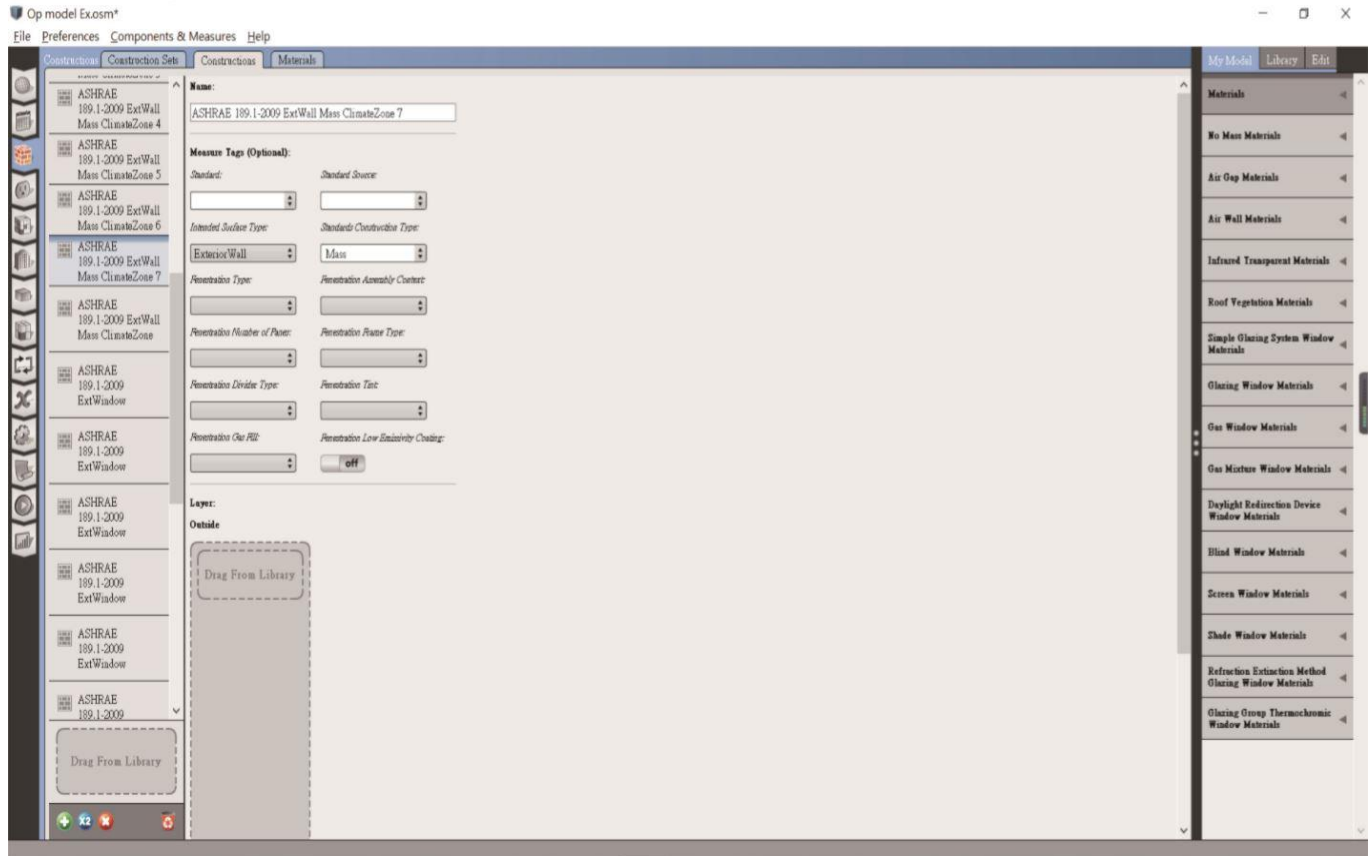 Op model Ex.osm*
File Preferences Components & Measures Help
Constructions Construction Sets Constructions Materials
My Model Library Edit
ASHRAE
189.1-2009 ExtWall
Mass ClimateZone 4
ASHRAE
189.1-2009 ExtWall
Mass ClimateZone 5
ASHRAE
189.1-2009 ExtWall
Mass ClimateZone 6
ASHRAE
189.1-2009 ExtWall
Mass ClimateZone 7
ASHRAE
189.1-2009 ExtWall
Mass ClimateZone
ASHRAE
189.1-2009
ExtWindow
ASHRAE
189.1-2009
ExtWindow
ASHRAE
189.1-2009
ExtWindow
ASHRAE
189.1-2009
ExtWindow
ASHRAE
189.1-2009
ExtWindow
ASHRAE
189.1-2009
Drag From Library
X2
Name:
ASHRAE 189.1-2009 ExtWall Mass ClimateZone 7
Measure Tags (Optional):
Standard: Standard Source:
Intended Surface Type: Standards Construction Type:
ExteriorWall Mass
Fenestration Type: Fenestration Assembly Context:
Fenestration Number of Panes: Fenestration Frame Type:
Fenestration Divider Type: Fenestration Tint:
Fenestration Gas Fill: Fenestration Low Emissivity Coating:
off
Layer:
Outside
Drag From Library
Materials
No Mass Materials
Air Gap Materials
Air Wall Materials
Infrared Transparent Materials
Roof Vegetation Materials
Simple Glazing System Window
Materials
Glazing Window Materials
Gas Window Materials
Gas Mixture Window Materials
Daylight Redirection Device
Window Materials
Blind Window Materials
Screen Window Materials
Shade Window Materials
Refraction Extinction Method
Glazing Window Materials
Glazing Group Thermochromic
Window Materials